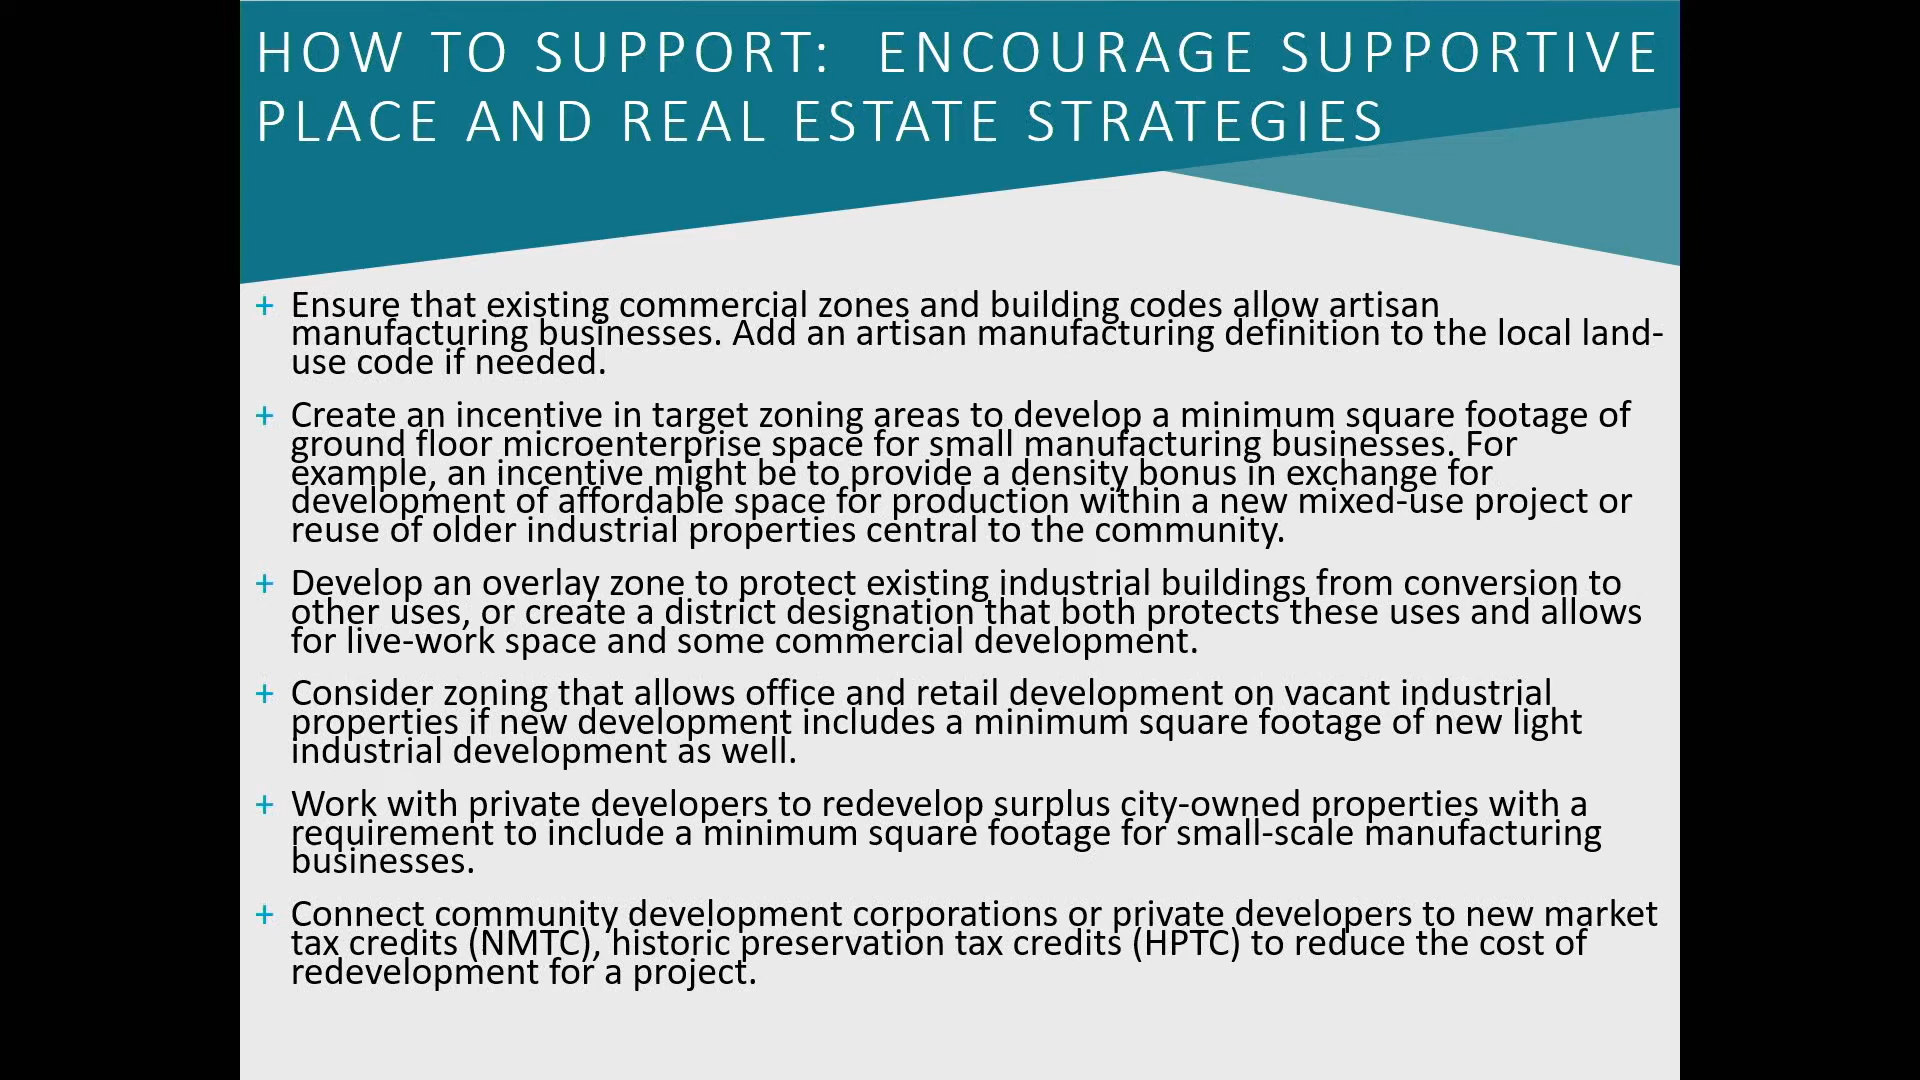 HOW TO SUPPORT: ENCOURAGE SUPPORTIVE
PLACE AND REAL ESTATE STRATEGIES
+ Ensure that existing commercial zones and building codes allow artisan
manufacturing businesses. Add an artisan manufacturing definition to the local land-
use code if needed.
+ Create an incentive in target zoning areas to develop a minimum square footage of
ground floor microenterprise space for small manufacturing businesses. For
example, an incentive might be to provide a density bonus in exchange for
development of affordable space for production within a new mixed-use project or
reuse of older industrial properties central to the community.
+ Develop an overlay zone to protect existing industrial buildings from conversion to
other uses, or create a district designation that both protects these uses and allows
for live-work space and some commercial development.
+ Consider zoning that allows office and retail development on vacant industrial
properties if new development includes a minimum square footage of new light
industrial development as well.
+ Work with private developers to redevelop surplus city-owned properties with a
requirement to include a minimum square footage for small-scale manufacturing
businesses.
+ Connect community development corporations or private developers to new market
tax credits (NMTC), historic preservation tax credits (HPTC) to reduce the cost of
redevelopment for a project.